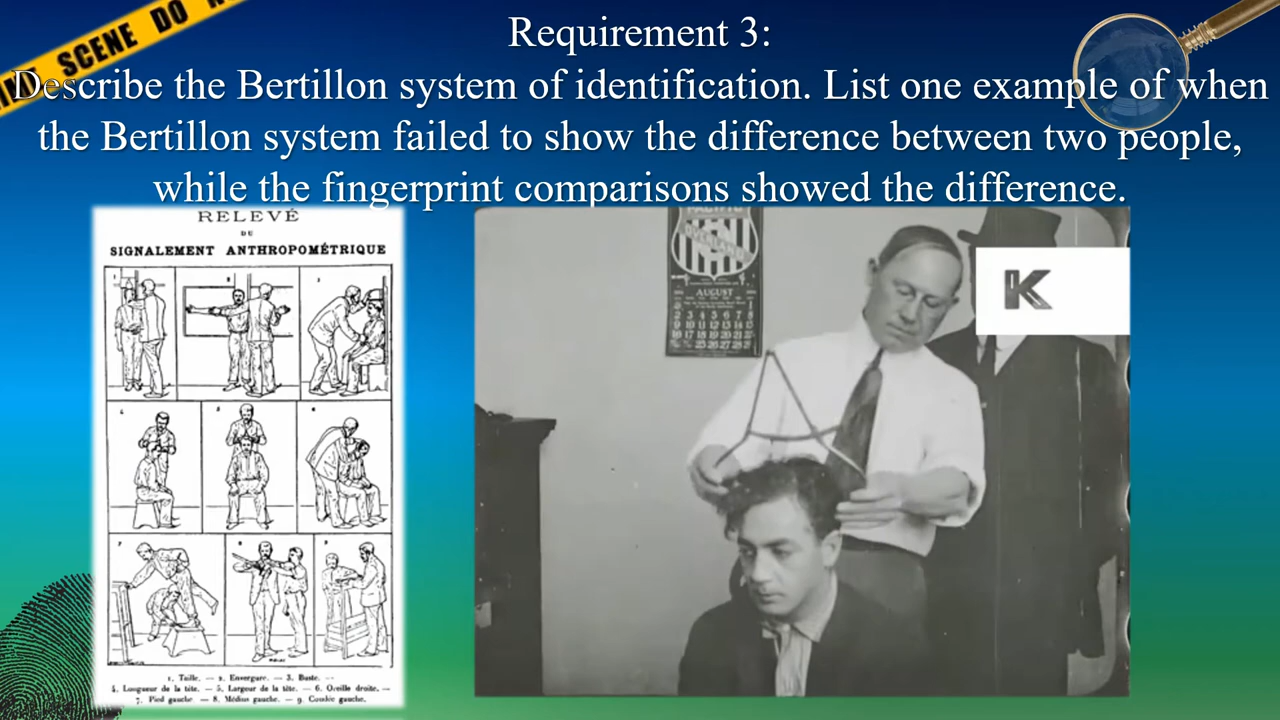 SCENE DO
Requirement 3:
Describe the Bertillon system of identification. List one example of when
the Bertillon system failed to show the difference between two people,
while the fingerprint comparisons showed the difference.
RELEVÉ
DU
SIGNALEMENT ANTHROPOMÉTRIQUE
1. Taille. — 2. Envergure. — 3. Buste. —
4. Longueur de la tête. — 5. Largeur de la tête. — 6. Oreille droite. —
7. Pied gauche. — 8. Médius gauche. — 9. Coudée gauche.
PACIFIC
AUGUST
K